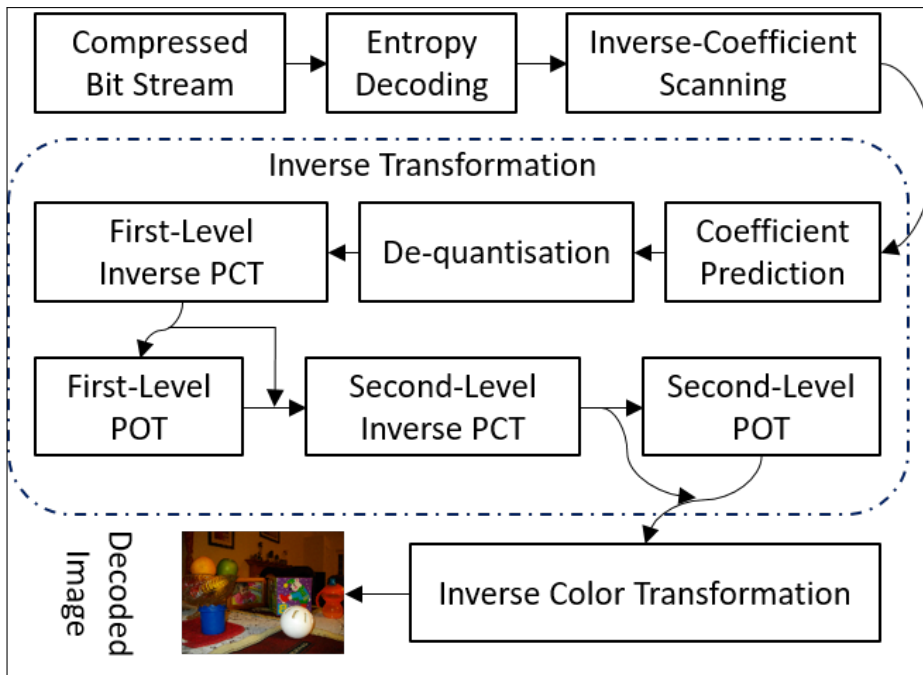 Compressed
Bit Stream
Entropy
Decoding
Inverse-Coefficient
Scanning
Inverse Transformation
First-Level
Inverse PCT
De-quantisation
Coefficient
Prediction
First-Level
POT
Second-Level
Inverse PCT
Second-Level
POT
Decoded
Image
Inverse Color Transformation